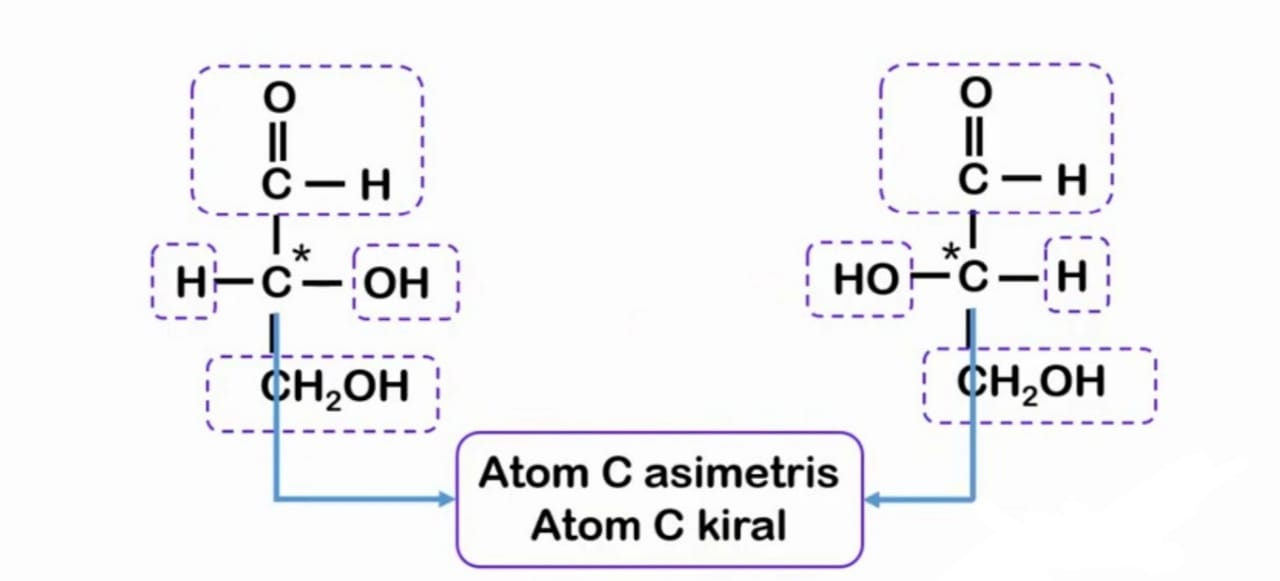 O O
|| ||
C — H C — H
| |
H — C* — OH HO — *C — H
| |
CH₂OH CH₂OH
Atom C asimetris
Atom C kiral